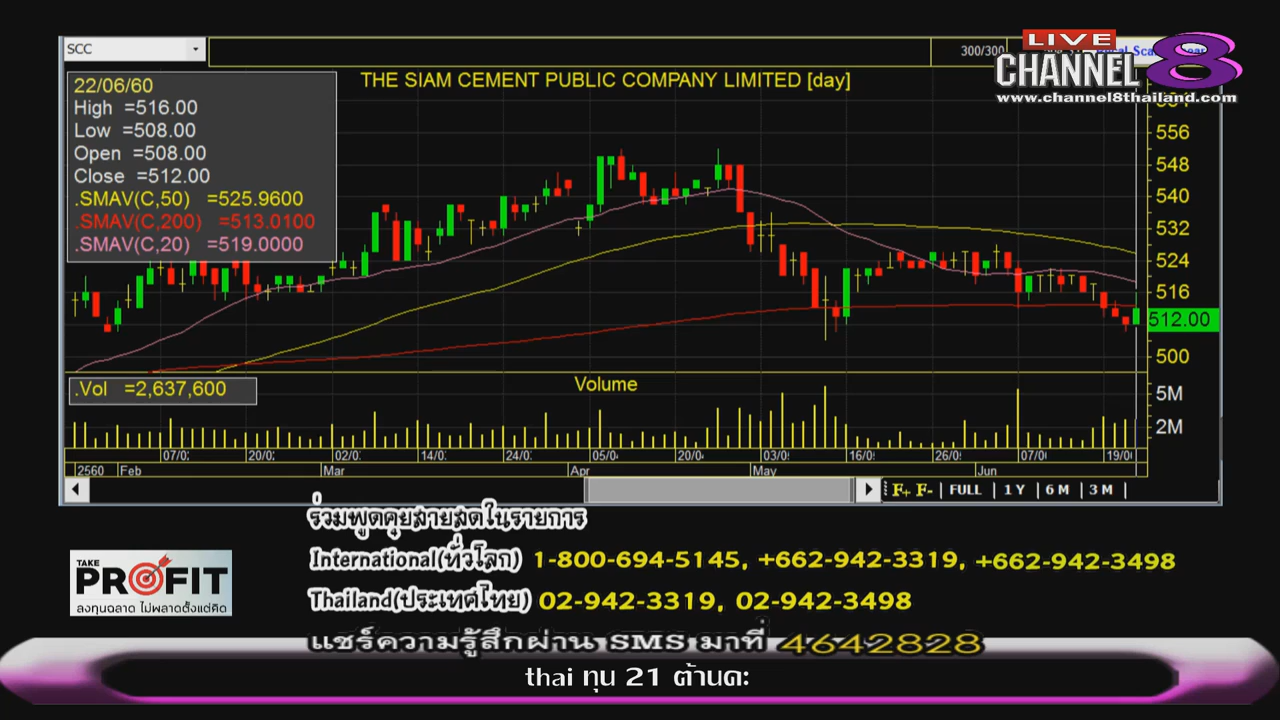 SCC
300/300
LIVE
CHANNEL 8
www.channel8thailand.com
22/06/60
High =516.00
Low =508.00
Open =508.00
Close =512.00
.SMAV(C,50) =525.9600
.SMAV(C,200) =513.0100
.SMAV(C,20) =519.0000
THE SIAM CEMENT PUBLIC COMPANY LIMITED [day]
556
548
540
532
524
516
512.00
500
.Vol =2,637,600
Volume
5M
2M
07/0 20/0 02/0 14/0 24/0 05/0 20/0 03/0 16/0 26/0 07/0 19/0
2560 Feb Mar Apr May Jun
F+ F- FULL 1 Y 6 M 3 M
ร่วมพูดคุยสายสดในรายการ
International(ทั่วโลก) 1-800-694-5145, +662-942-3319, +662-942-3498
TAKE
PROFIT
ลงทุนฉลาด ไม่พลาดตั้งแต่คิด
Thailand(ประเทศไทย) 02-942-3319, 02-942-3498
แชร์ความรู้สึกผ่าน SMS มาที่ 4642828
thai ทุน 21 ต้านคะ